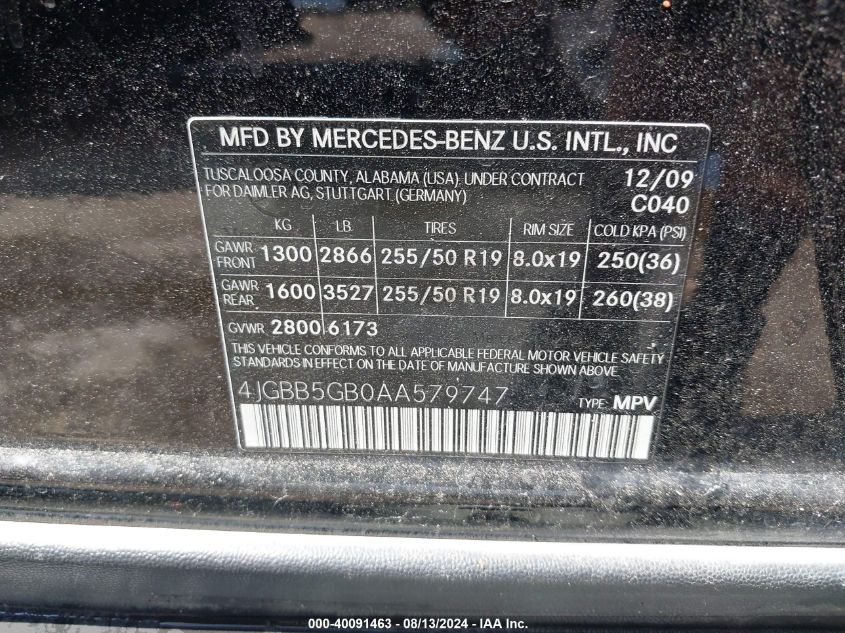 MFD BY MERCEDES-BENZ U.S. INTL., INC
TUSCALOOSA COUNTY, ALABAMA (USA) UNDER CONTRACT 12/09
FOR DAIMLER AG, STUTTGART (GERMANY) C040
KG LB TIRES RIM SIZE COLD KPA (PSI)
GAWR FRONT 1300 2866 255/50 R19 8.0x19 250(36)
GAWR REAR 1600 3527 255/50 R19 8.0x19 260(38)
GVWR 2800 6173
THIS VEHICLE CONFORMS TO ALL APPLICABLE FEDERAL MOTOR VEHICLE SAFETY
STANDARDS IN EFFECT ON THE DATE OF MANUFACTURE SHOWN ABOVE
4JGBB5GB0AA579747 TYPE: MPV
000-40091463 - 08/13/2024 - IAA Inc.